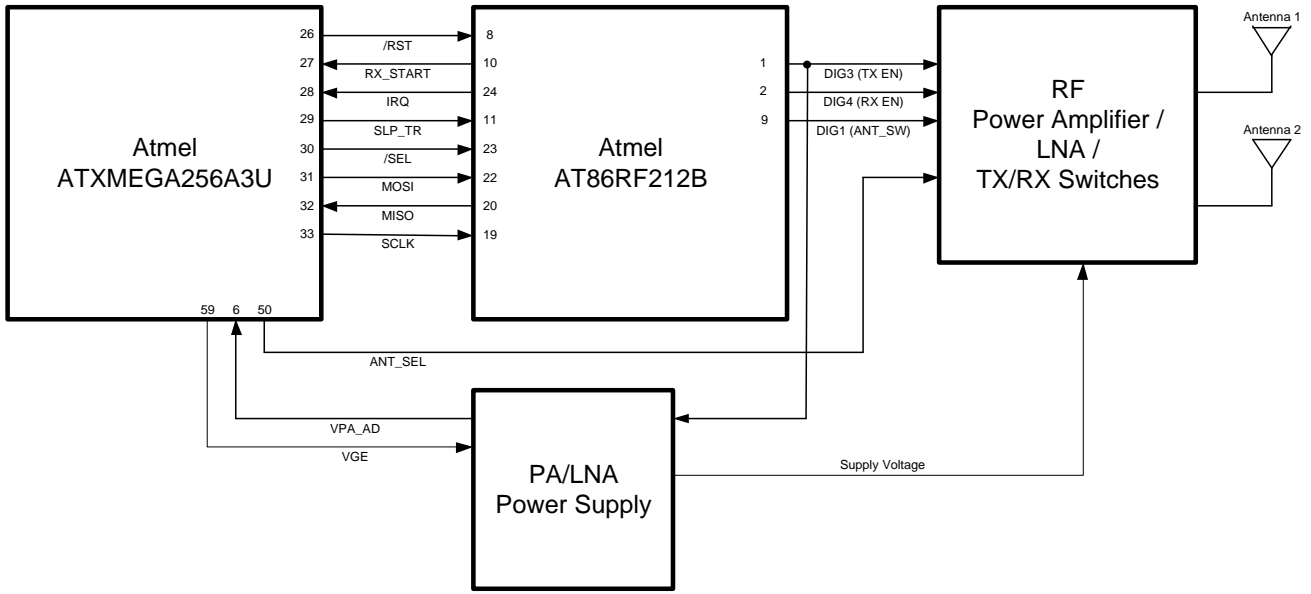 Atmel
ATXMEGA256A3U
26
27
28
29
30
31
32
33
59 6 50
/RST
RX_START
IRQ
SLP_TR
/SEL
MOSI
MISO
SCLK
8
10
24
11
23
22
20
19
Atmel
AT86RF212B
1
2
9
DIG3 (TX EN)
DIG4 (RX EN)
DIG1 (ANT_SW)
RF
Power Amplifier /
LNA /
TX/RX Switches
Antenna 1
Antenna 2
ANT_SEL
VPA_AD
VGE
PA/LNA
Power Supply
Supply Voltage